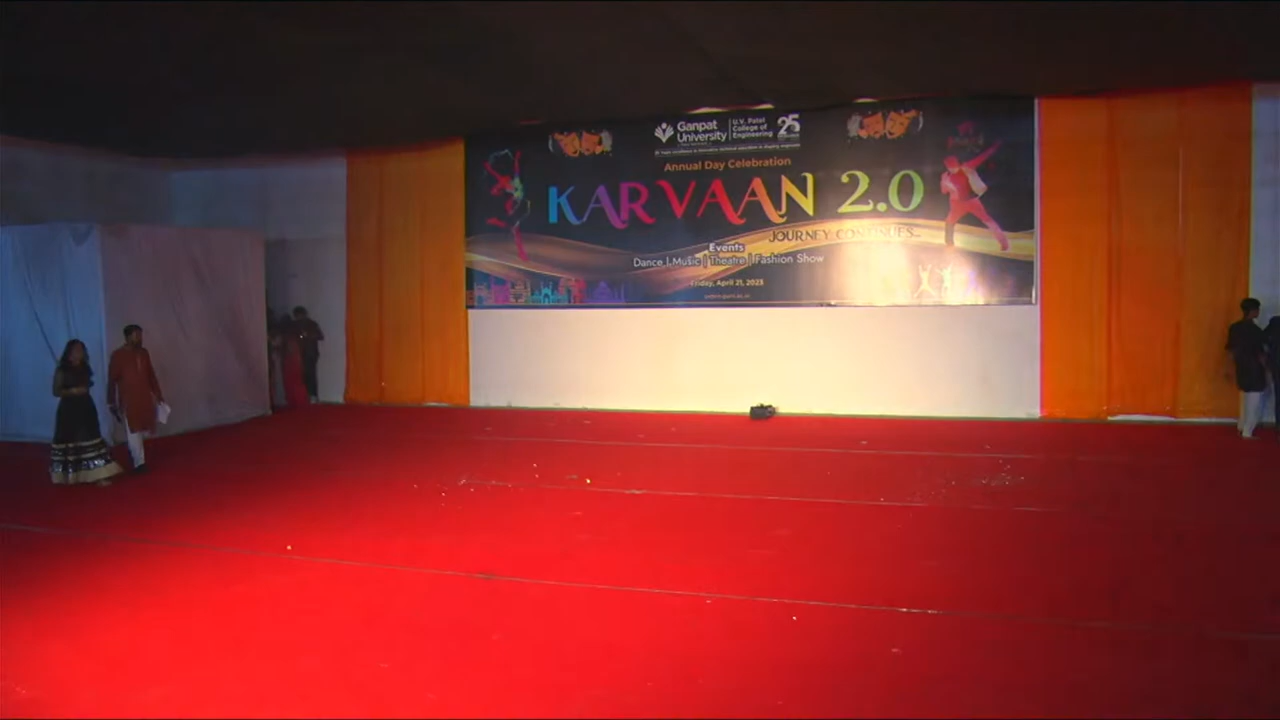 Ganpat University
U.V. Patel College of Engineering
25
Annual Day Celebration
KARVAAN 2.0
JOURNEY CONTINUES...
Events
Dance | Music | Theatre | Fashion Show
Friday, April 21, 2023